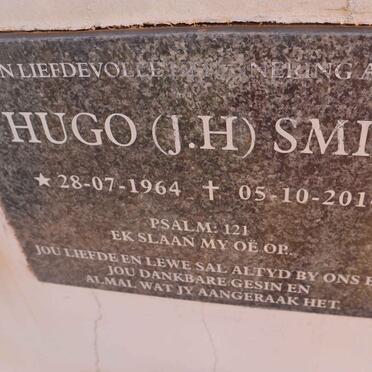 N LIEFDEVOLLE HERINNERING A
HUGO (J.H) SMI
★ 28-07-1964 † 05-10-201
PSALM: 121
EK SLAAN MY OË OP..
JOU LIEFDE EN LEWE SAL ALTYD BY ONS
JOU DANKBARE GESIN EN
ALMAL WAT JY AANGERAAK HET.